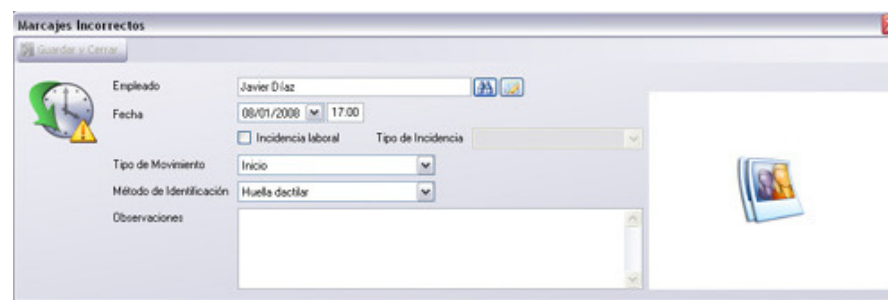 Marcajes Incorrectos
Guardar y Cerrar
Empleado Javier Díaz
Fecha 08/01/2008 17:00
Incidencia laboral Tipo de Incidencia
Tipo de Movimiento Inicio
Método de Identificación Huella dactilar
Observaciones